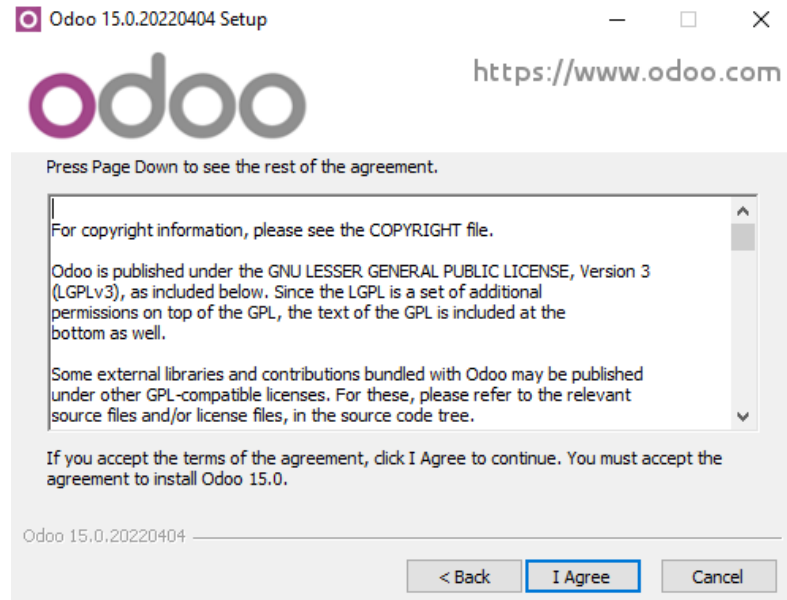 Odoo 15.0.20220404 Setup
odoo
https://www.odoo.com
Press Page Down to see the rest of the agreement.
For copyright information, please see the COPYRIGHT file.
Odoo is published under the GNU LESSER GENERAL PUBLIC LICENSE, Version 3
(LGPLv3), as included below. Since the LGPL is a set of additional
permissions on top of the GPL, the text of the GPL is included at the
bottom as well.
Some external libraries and contributions bundled with Odoo may be published
under other GPL-compatible licenses. For these, please refer to the relevant
source files and/or license files, in the source code tree.
If you accept the terms of the agreement, click I Agree to continue. You must accept the
agreement to install Odoo 15.0.
Odoo 15.0.20220404
< Back
I Agree
Cancel